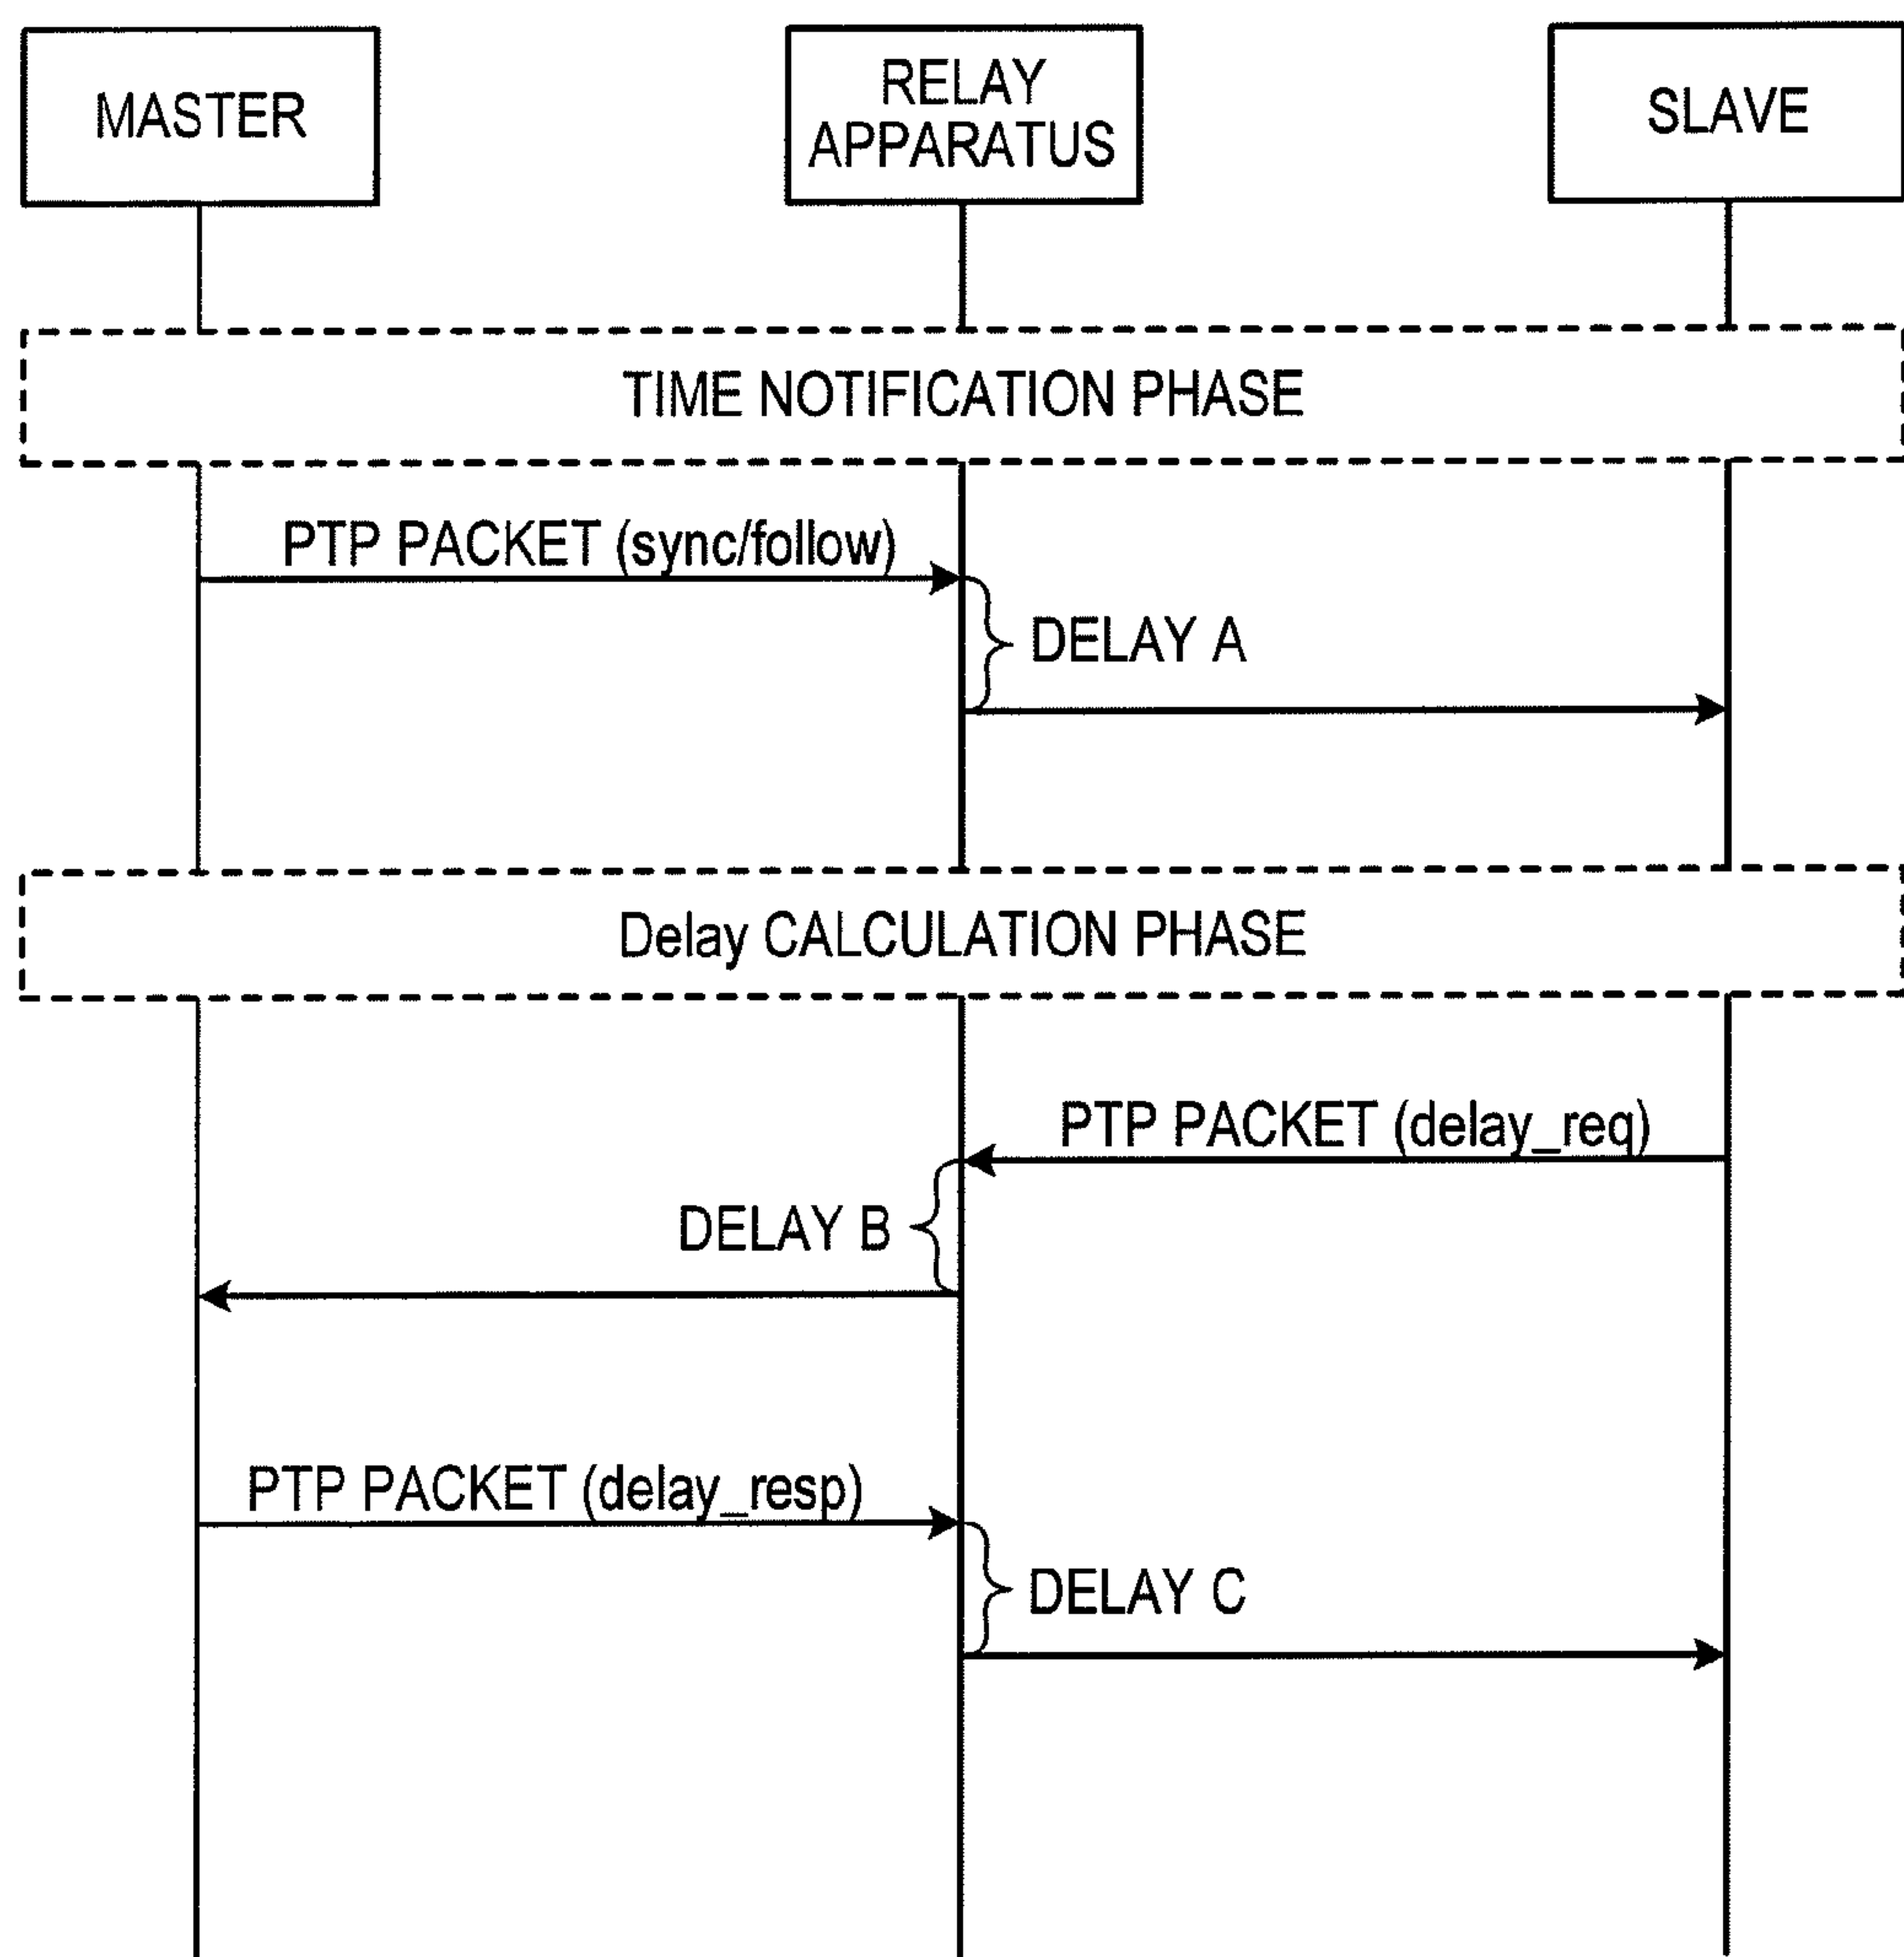 MASTER
RELAY
APPARATUS
SLAVE
TIME NOTIFICATION PHASE
PTP PACKET (sync/follow)
DELAY A
Delay CALCULATION PHASE
PTP PACKET (delay_req)
DELAY B
PTP PACKET (delay_resp)
DELAY C